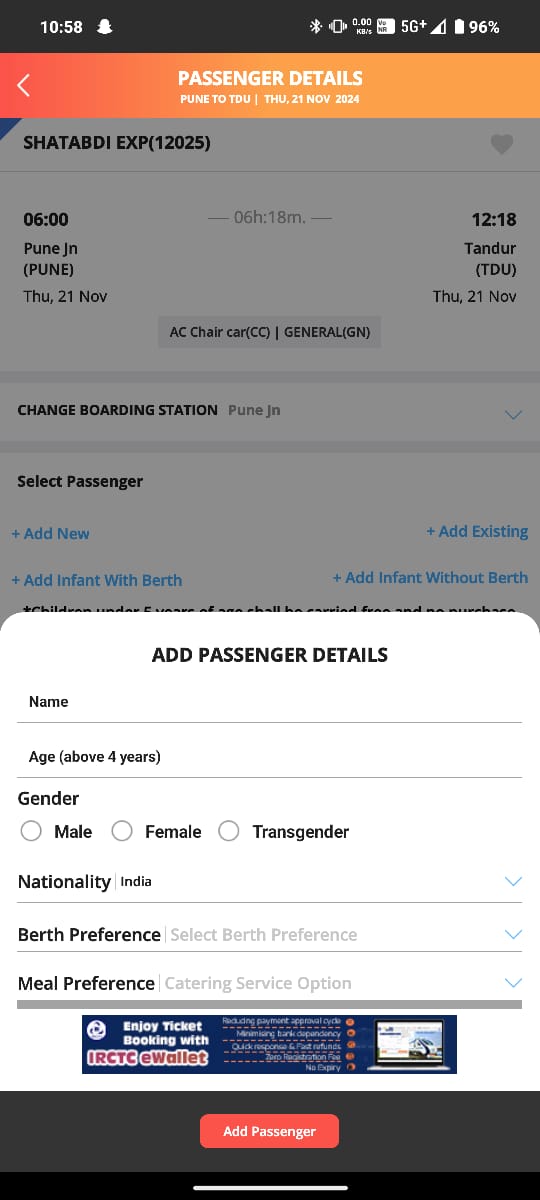 10:58
0.00 KB/s
Vo NR
5G+
96%
PASSENGER DETAILS
PUNE TO TDU | THU, 21 NOV 2024
SHATABDI EXP(12025)
06:00 — 06h:18m. — 12:18
Pune Jn Tandur
(PUNE) (TDU)
Thu, 21 Nov Thu, 21 Nov
AC Chair car(CC) | GENERAL(GN)
CHANGE BOARDING STATION Pune Jn
Select Passenger
+ Add New + Add Existing
+ Add Infant With Berth + Add Infant Without Berth
*Children under 5 years of age shall be carried free and no purchase
ADD PASSENGER DETAILS
Name
Age (above 4 years)
Gender
Male Female Transgender
Nationality India
Berth Preference Select Berth Preference
Meal Preference Catering Service Option
Enjoy Ticket
Booking with
IRCTC eWallet
Reducing payment approval cycle
Minimising bank dependency
Quick response & Fast refunds
Zero Registration Fee
No Expiry
Add Passenger